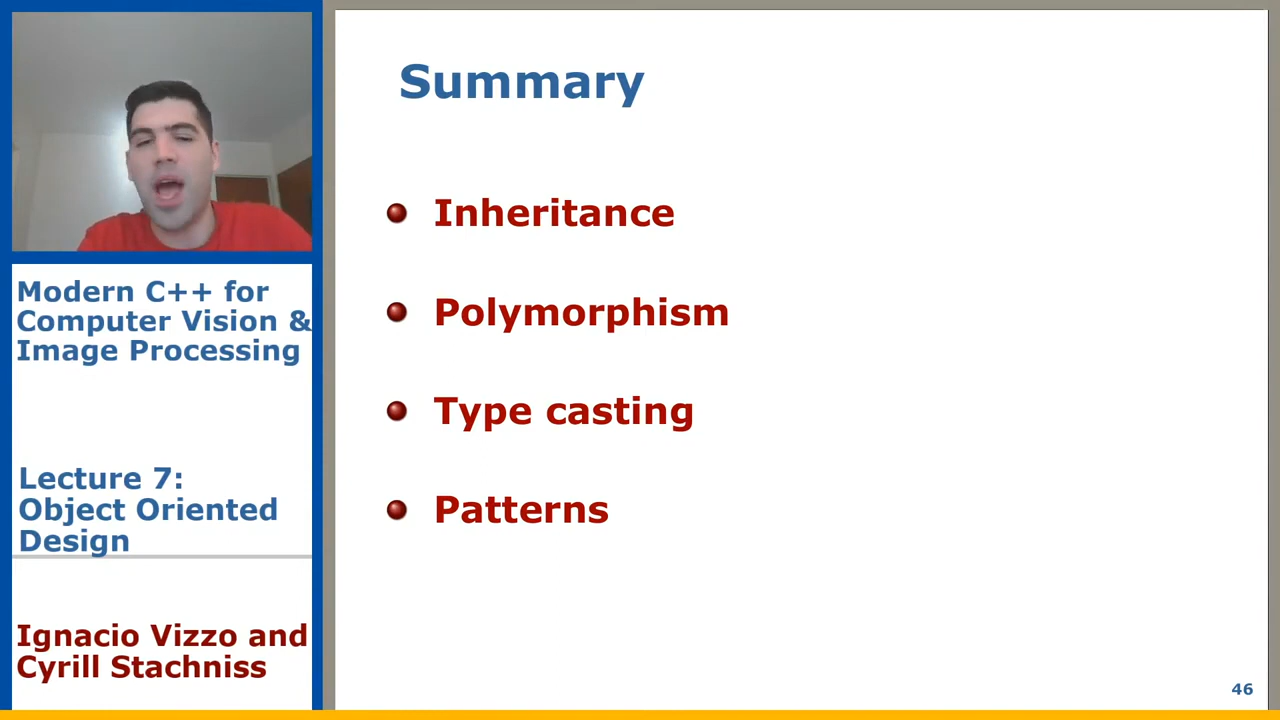 Modern C++ for
Computer Vision &
Image Processing
Lecture 7:
Object Oriented
Design
Ignacio Vizzo and
Cyrill Stachniss
Summary
Inheritance
Polymorphism
Type casting
Patterns
46